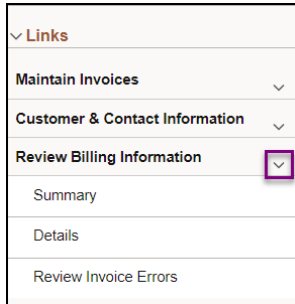 Links
Maintain Invoices
Customer & Contact Information
Review Billing Information
Summary
Details
Review Invoice Errors